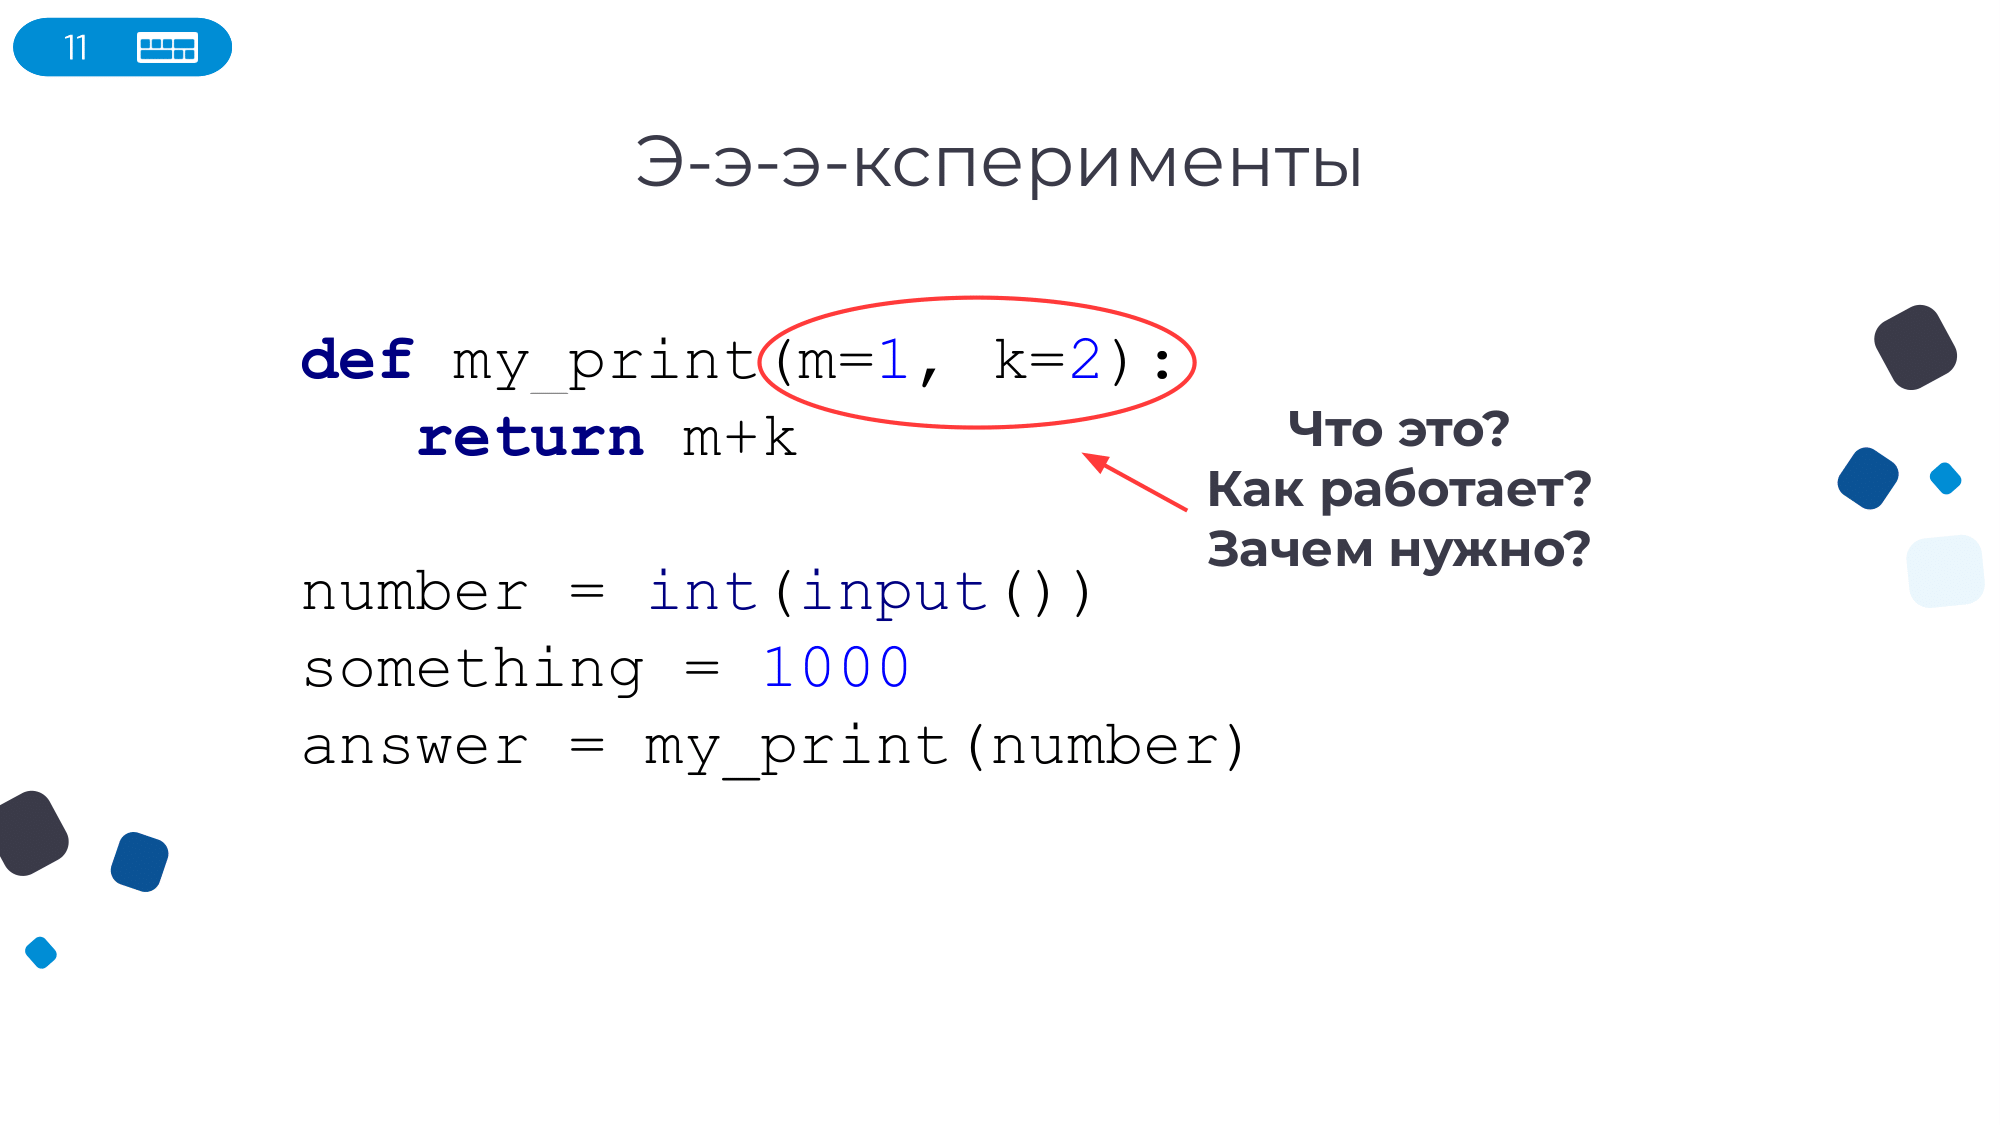 11
Э-э-э-ксперименты
def my_print(m=1, k=2):
   return m+k
Что это?
Как работает?
Зачем нужно?
number = int(input())
something = 1000
answer = my_print(number)